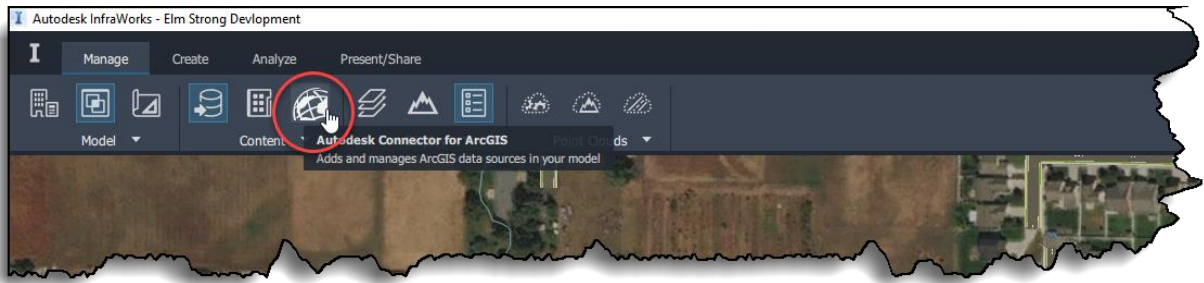 I Autodesk InfraWorks - Elm Strong Devlopment
I Manage Create Analyze Present/Share
Model Content Point Clouds
Autodesk Connector for ArcGIS
Adds and manages ArcGIS data sources in your model